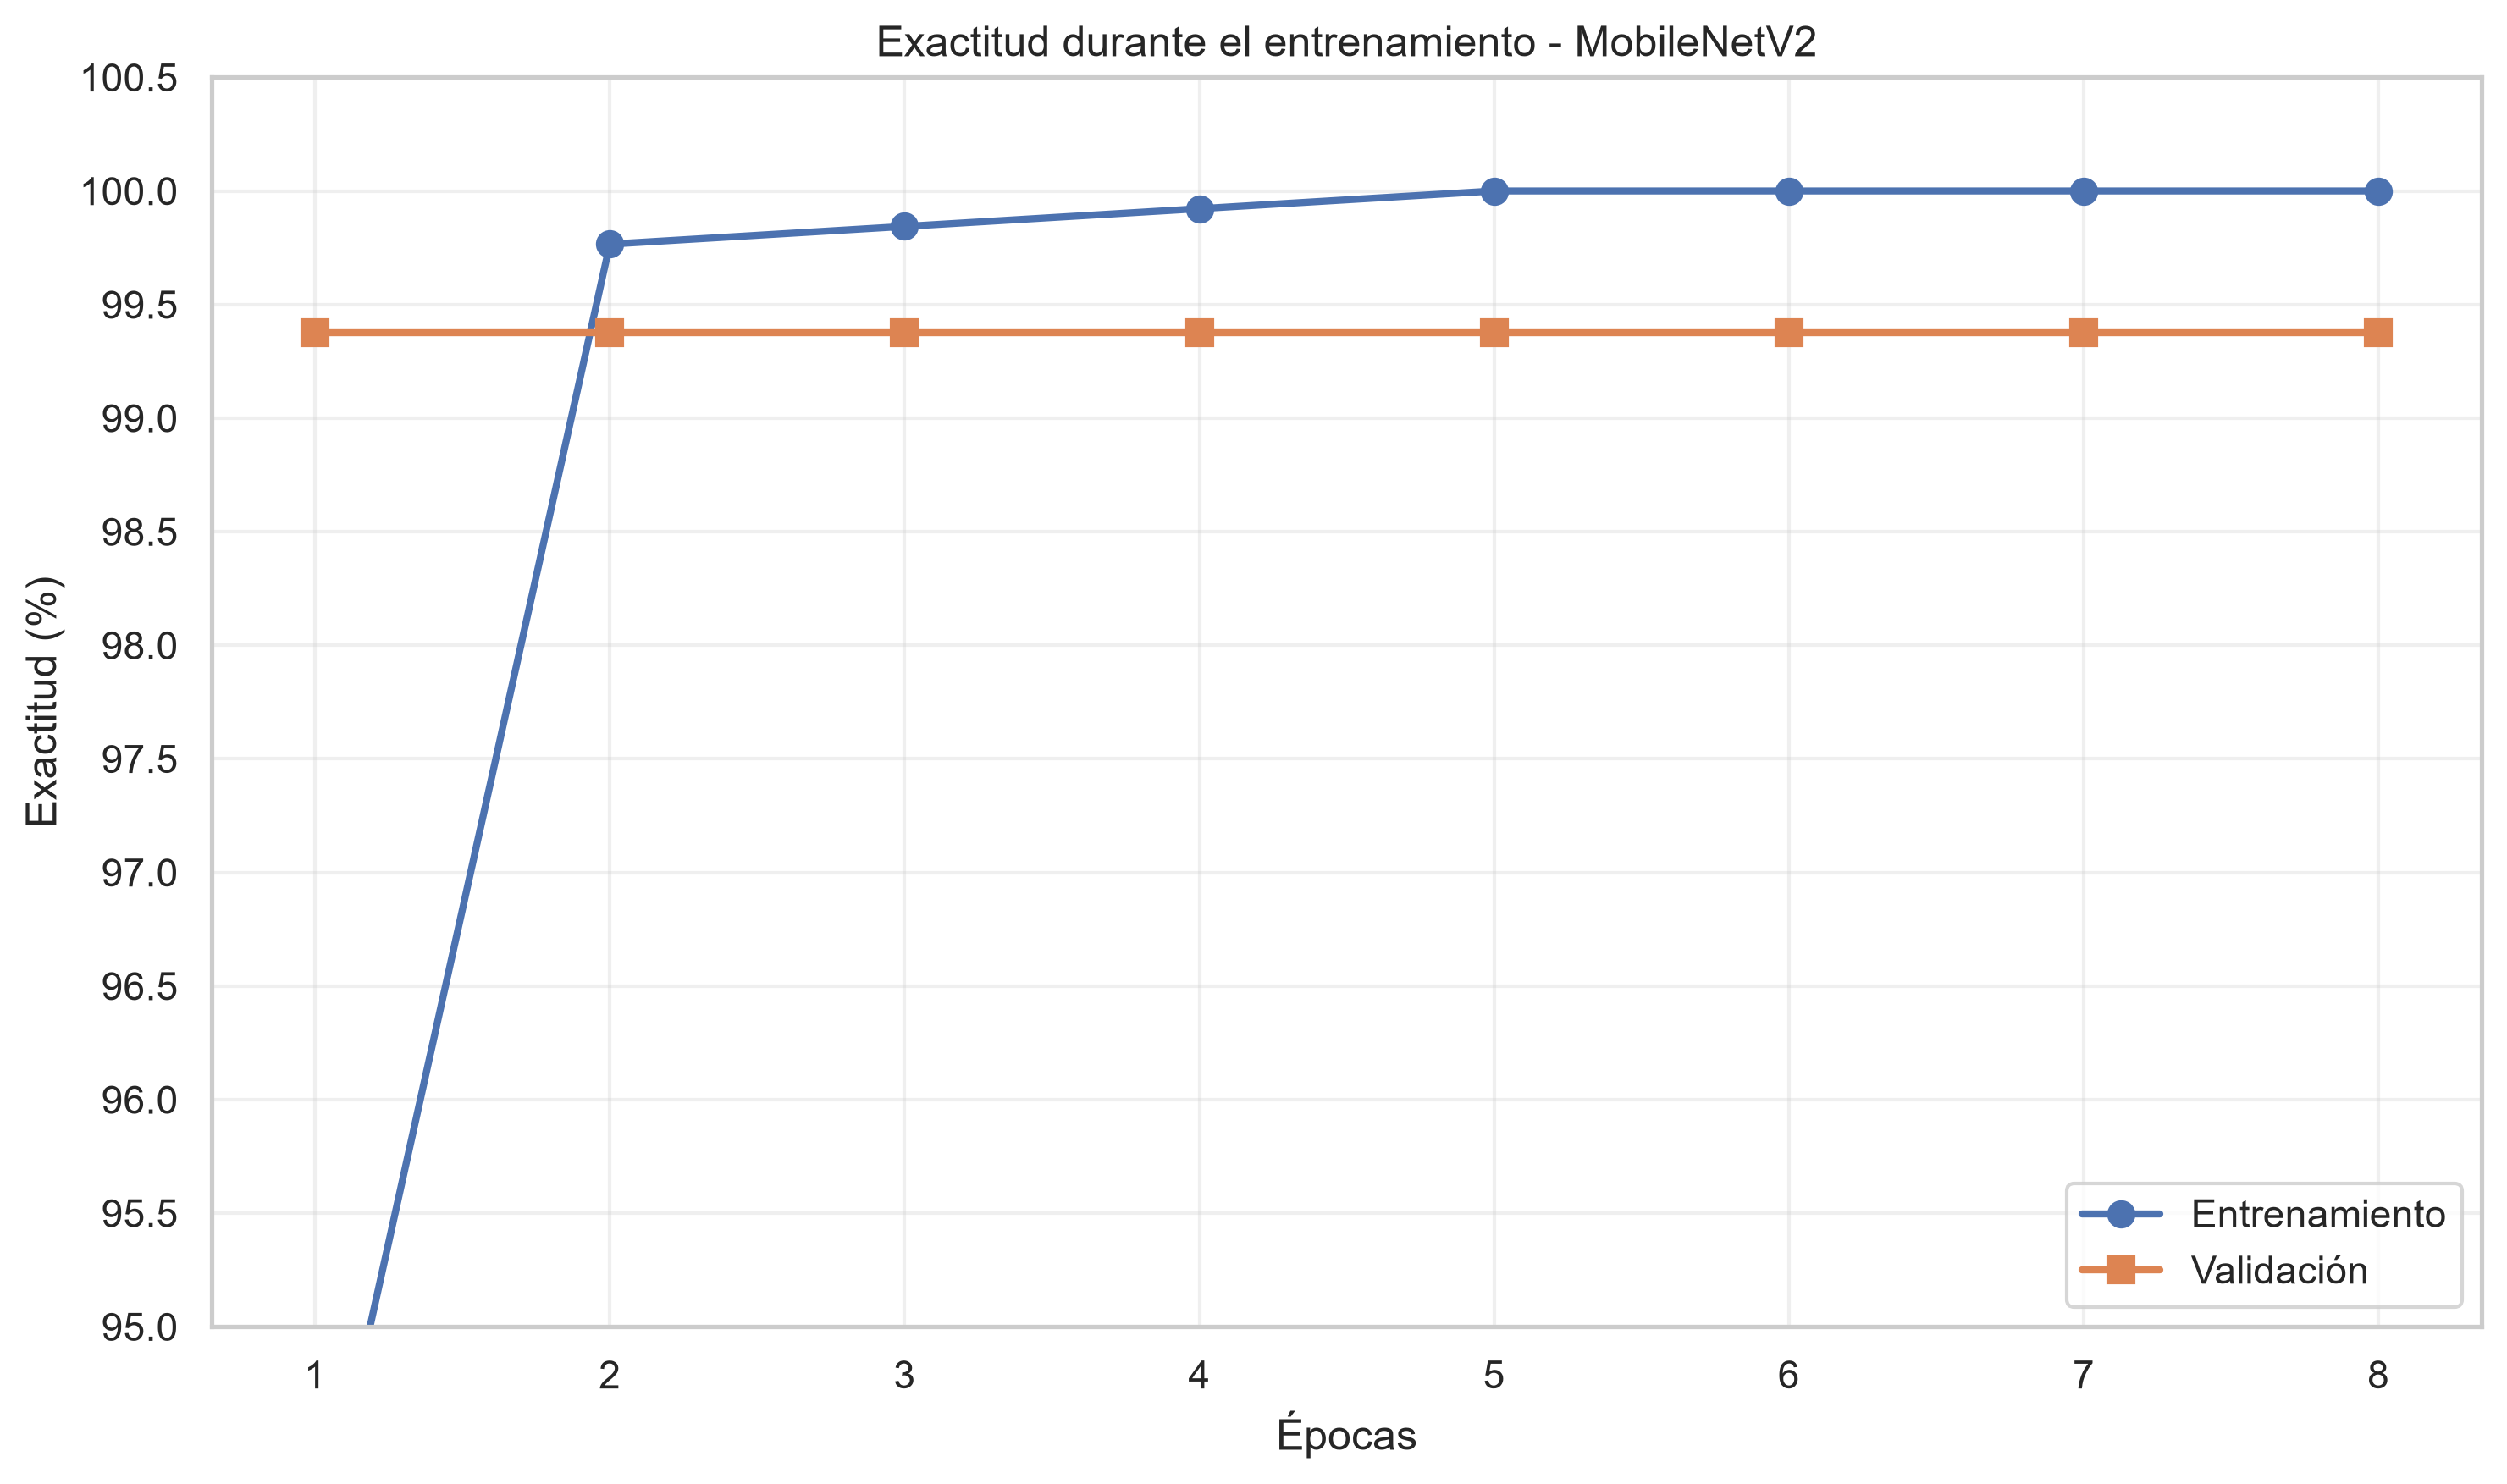 Exactitud durante el entrenamiento - MobileNetV2
Exactitud (%)
100.5
100.0
99.5
99.0
98.5
98.0
97.5
97.0
96.5
96.0
95.5
95.0
1 2 3 4 5 6 7 8
Épocas
Entrenamiento
Validación